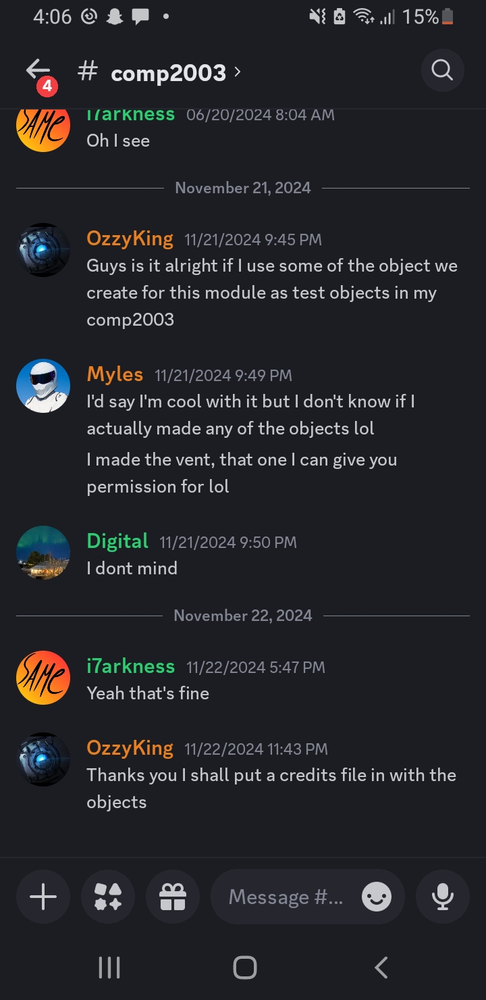 4:06 15%
4
# comp2003 >
i7arkness 06/20/2024 8:04 AM
SAME
Oh I see
November 21, 2024
OzzyKing 11/21/2024 9:45 PM
Guys is it alright if I use some of the object we
create for this module as test objects in my
comp2003
Myles 11/21/2024 9:49 PM
I'd say I'm cool with it but I don't know if I
actually made any of the objects lol
I made the vent, that one I can give you
permission for lol
Digital 11/21/2024 9:50 PM
I dont mind
November 22, 2024
i7arkness 11/22/2024 5:47 PM
SAME
Yeah that's fine
OzzyKing 11/22/2024 11:43 PM
Thanks you I shall put a credits file in with the
objects
Message #...